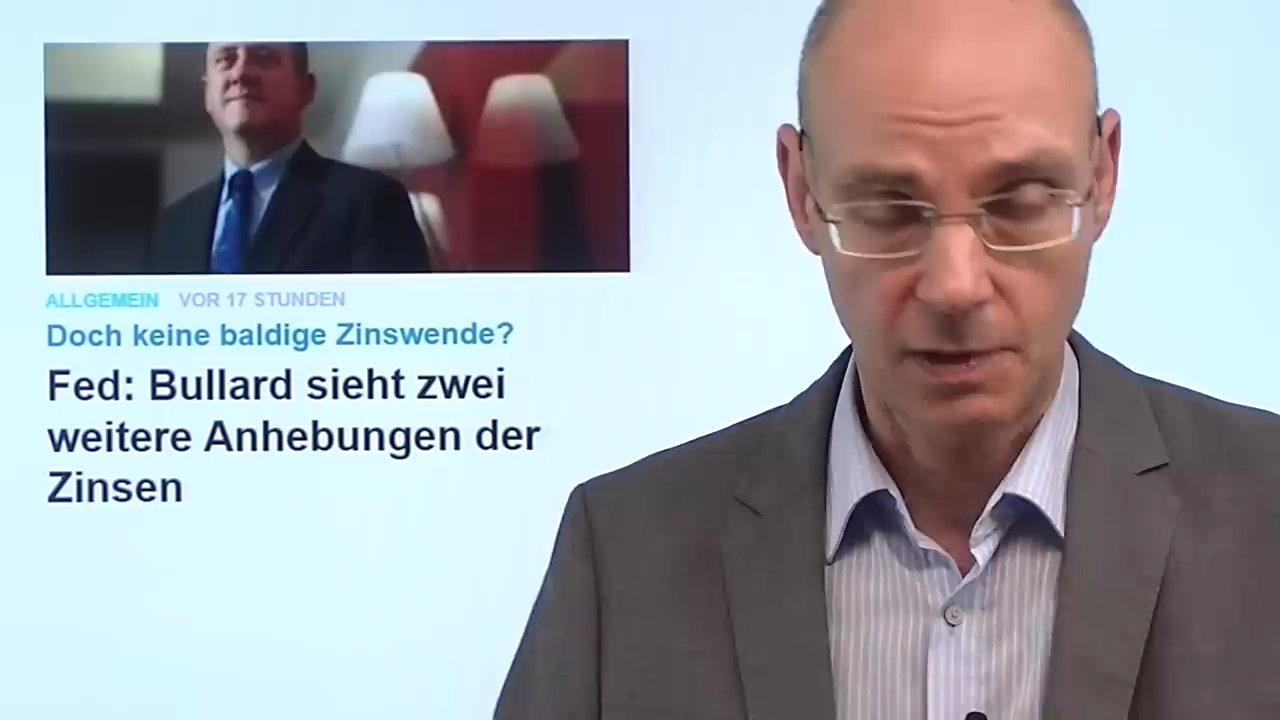 ALLGEMEIN VOR 17 STUNDEN
Doch keine baldige Zinswende?
Fed: Bullard sieht zwei
weitere Anhebungen der
Zinsen